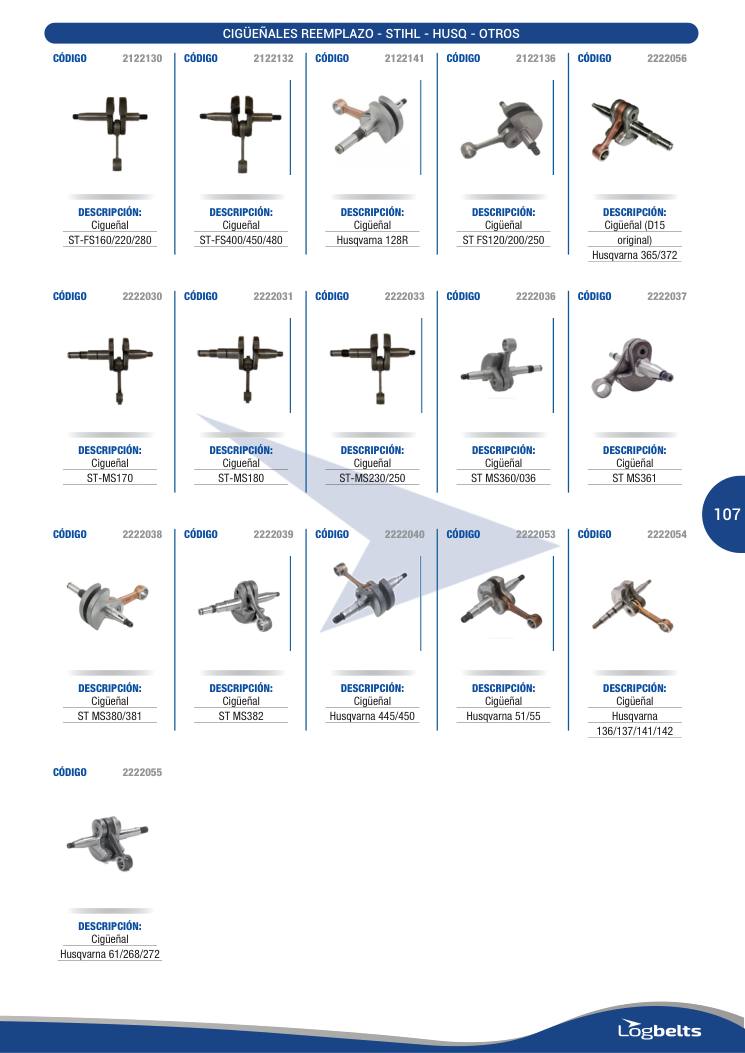 CIGÜEÑALES REEMPLAZO - STIHL - HUSQ - OTROS
CÓDIGO 2122130
DESCRIPCIÓN:
Cigueñal
ST-FS160/220/280
CÓDIGO 2122132
DESCRIPCIÓN:
Cigueñal
ST-FS400/450/480
CÓDIGO 2122141
DESCRIPCIÓN:
Cigüeñal
Husqvarna 128R
CÓDIGO 2122136
DESCRIPCIÓN:
Cigüeñal
ST FS120/200/250
CÓDIGO 2222056
DESCRIPCIÓN:
Cigüeñal (D15
original)
Husqvarna 365/372
CÓDIGO 2222030
DESCRIPCIÓN:
Cigueñal
ST-MS170
CÓDIGO 2222031
DESCRIPCIÓN:
Cigueñal
ST-MS180
CÓDIGO 2222033
DESCRIPCIÓN:
Cigueñal
ST-MS230/250
CÓDIGO 2222036
DESCRIPCIÓN:
Cigüeñal
ST MS360/036
CÓDIGO 2222037
DESCRIPCIÓN:
Cigüeñal
ST MS361
107
CÓDIGO 2222038
DESCRIPCIÓN:
Cigüeñal
ST MS380/381
CÓDIGO 2222039
DESCRIPCIÓN:
Cigüeñal
ST MS382
CÓDIGO 2222040
DESCRIPCIÓN:
Cigüeñal
Husqvarna 445/450
CÓDIGO 2222053
DESCRIPCIÓN:
Cigüeñal
Husqvarna 51/55
CÓDIGO 2222054
DESCRIPCIÓN:
Cigüeñal
Husqvarna
136/137/141/142
CÓDIGO 2222055
DESCRIPCIÓN:
Cigüeñal
Husqvarna 61/268/272
Logbelts